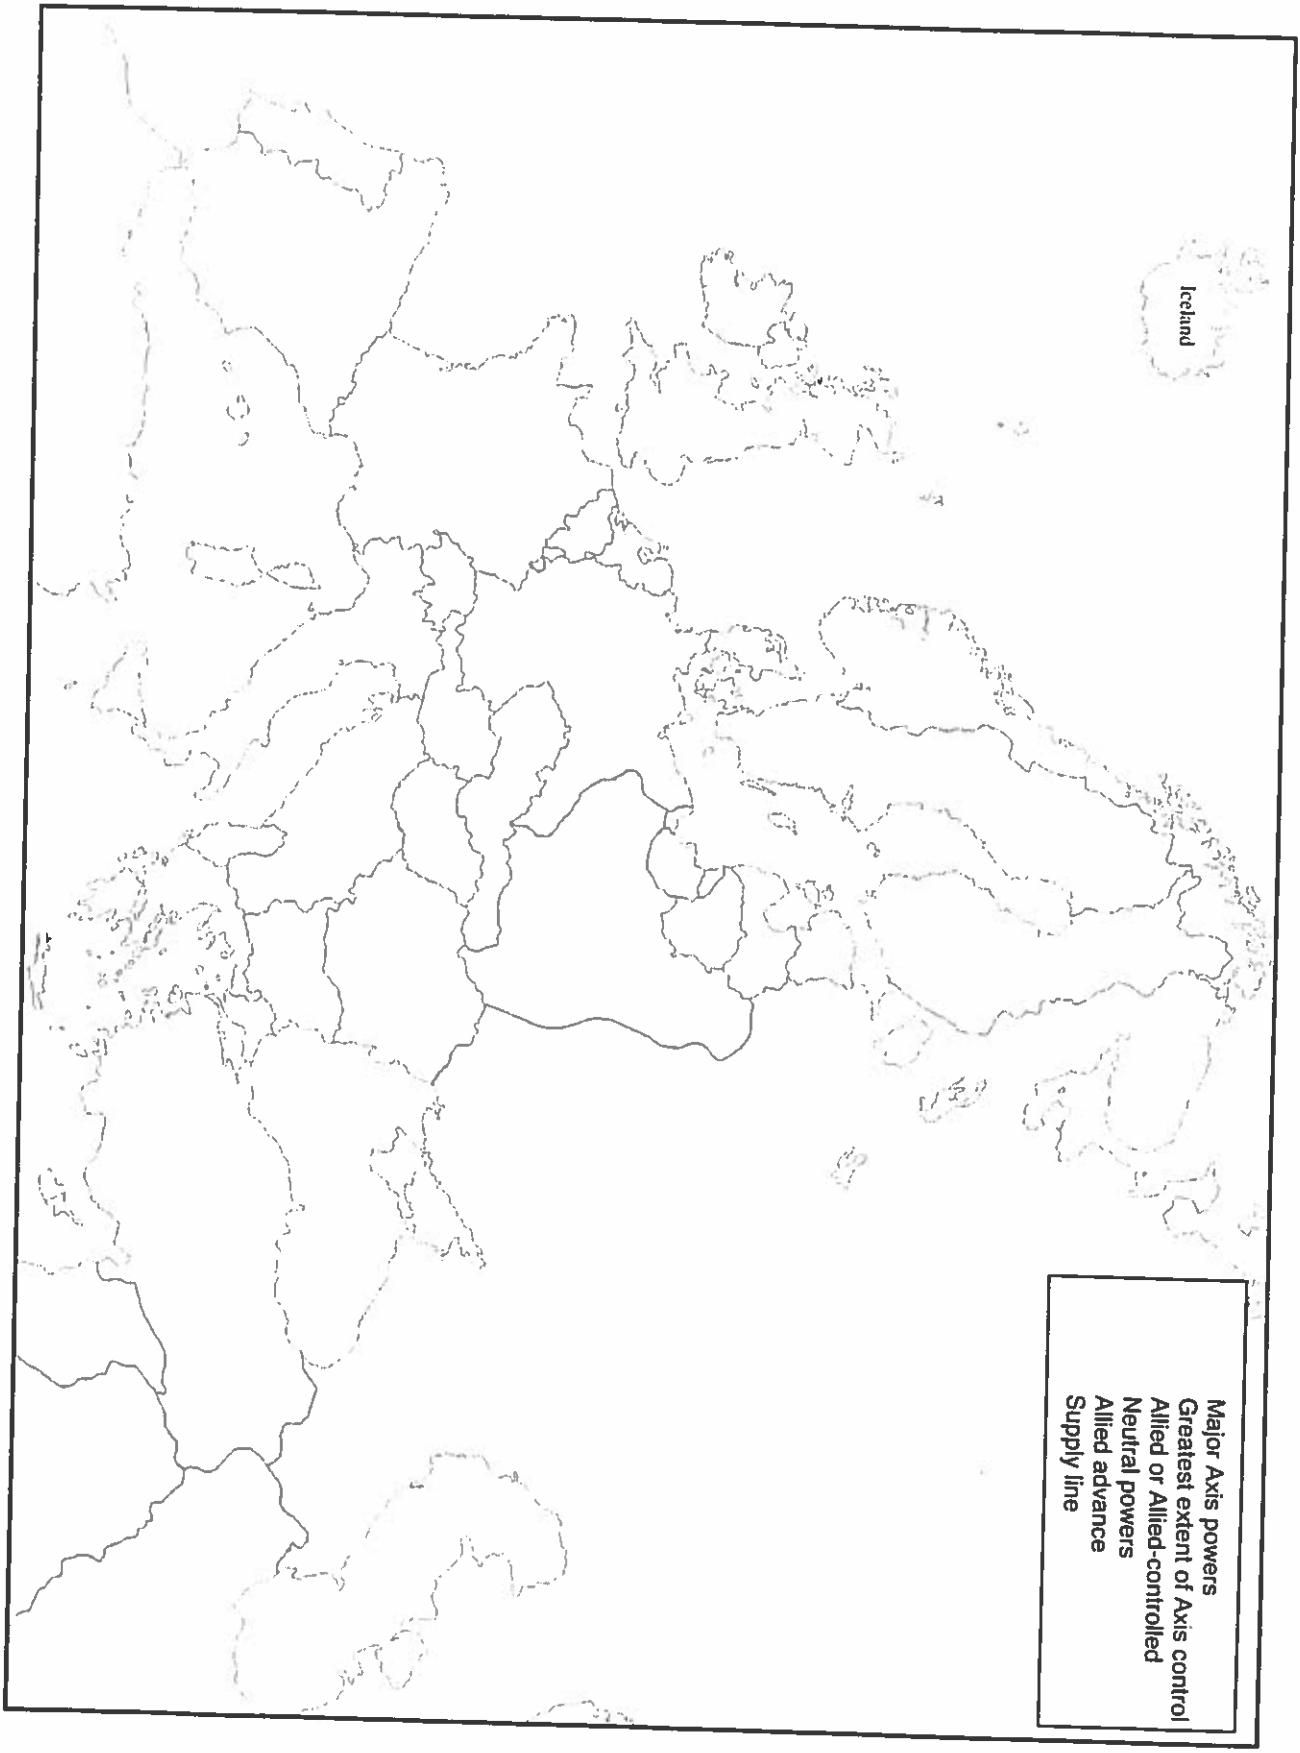 Iceland
Major Axis powers
Greatest extent of Axis control
Allied or Allied-controlled
Neutral powers
Allied advance
Supply line